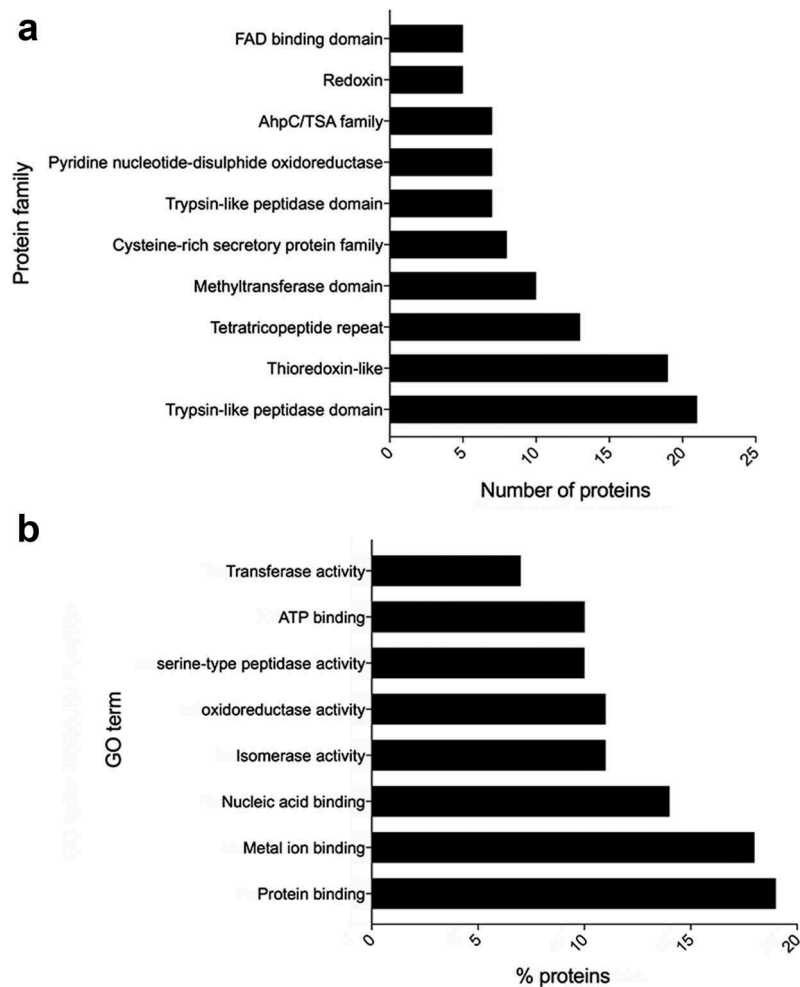 a
Protein family
FAD binding domain
Redoxin
AhpC/TSA family
Pyridine nucleotide-disulphide oxidoreductase
Trypsin-like peptidase domain
Cysteine-rich secretory protein family
Methyltransferase domain
Tetratricopeptide repeat
Thioredoxin-like
Trypsin-like peptidase domain
0 5 10 15 20 25
Number of proteins
b
GO term
Transferase activity
ATP binding
serine-type peptidase activity
oxidoreductase activity
Isomerase activity
Nucleic acid binding
Metal ion binding
Protein binding
0 5 10 15 20
% proteins